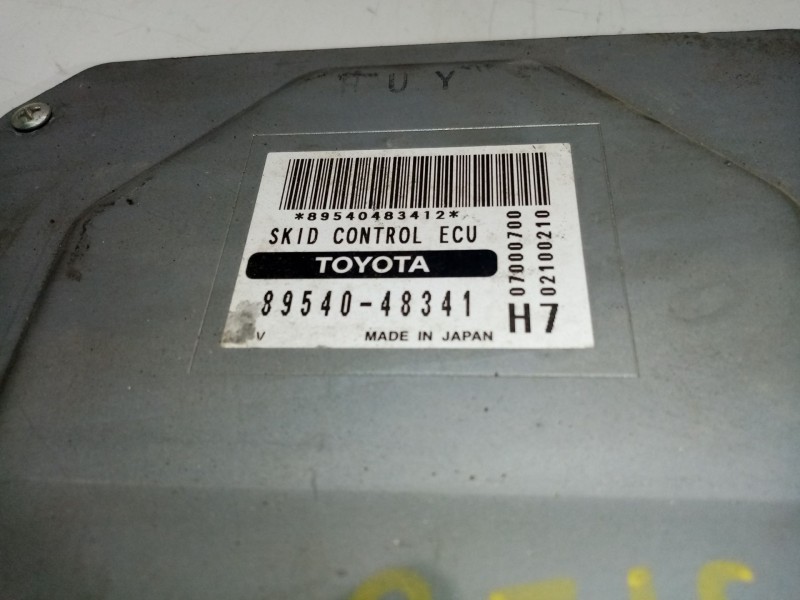 *89540483412*
SKID CONTROL ECU
TOYOTA
89540-48341
V MADE IN JAPAN
H7
07000700
02100210